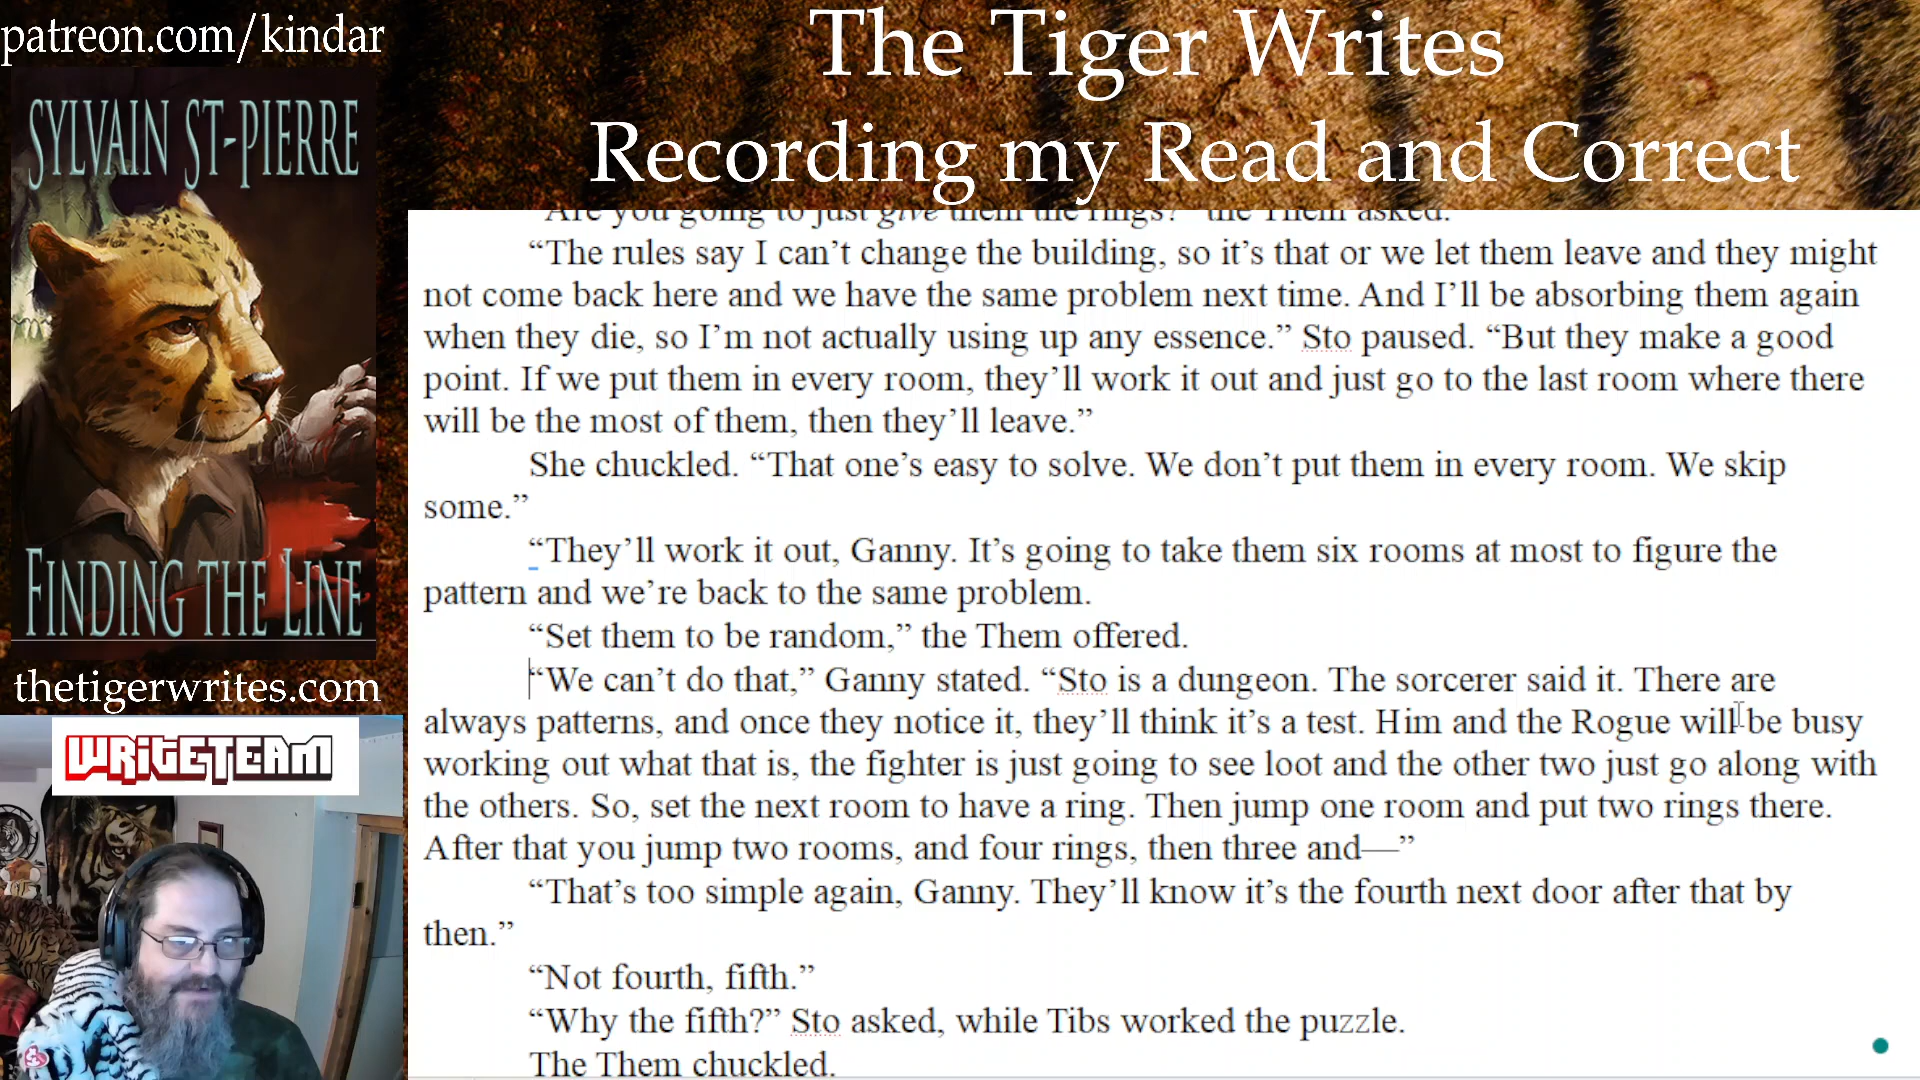 patreon.com/kindar
SYLVAIN ST-PIERRE
FINDING THE LINE
thetigerwrites.com
WRITETEAM
The Tiger Writes
Recording my Read and Correct
“Are you going to just give them the rings?” the Them asked.
“The rules say I can’t change the building, so it’s that or we let them leave and they might
not come back here and we have the same problem next time. And I’ll be absorbing them again
when they die, so I’m not actually using up any essence.” Sto paused. “But they make a good
point. If we put them in every room, they’ll work it out and just go to the last room where there
will be the most of them, then they’ll leave.”
She chuckled. “That one’s easy to solve. We don’t put them in every room. We skip
some.”
“They’ll work it out, Ganny. It’s going to take them six rooms at most to figure the
pattern and we’re back to the same problem.
“Set them to be random,” the Them offered.
“We can’t do that,” Ganny stated. “Sto is a dungeon. The sorcerer said it. There are
always patterns, and once they notice it, they’ll think it’s a test. Him and the Rogue will be busy
working out what that is, the fighter is just going to see loot and the other two just go along with
the others. So, set the next room to have a ring. Then jump one room and put two rings there.
After that you jump two rooms, and four rings, then three and—”
“That’s too simple again, Ganny. They’ll know it’s the fourth next door after that by
then.”
“Not fourth, fifth.”
“Why the fifth?” Sto asked, while Tibs worked the puzzle.
The Them chuckled.